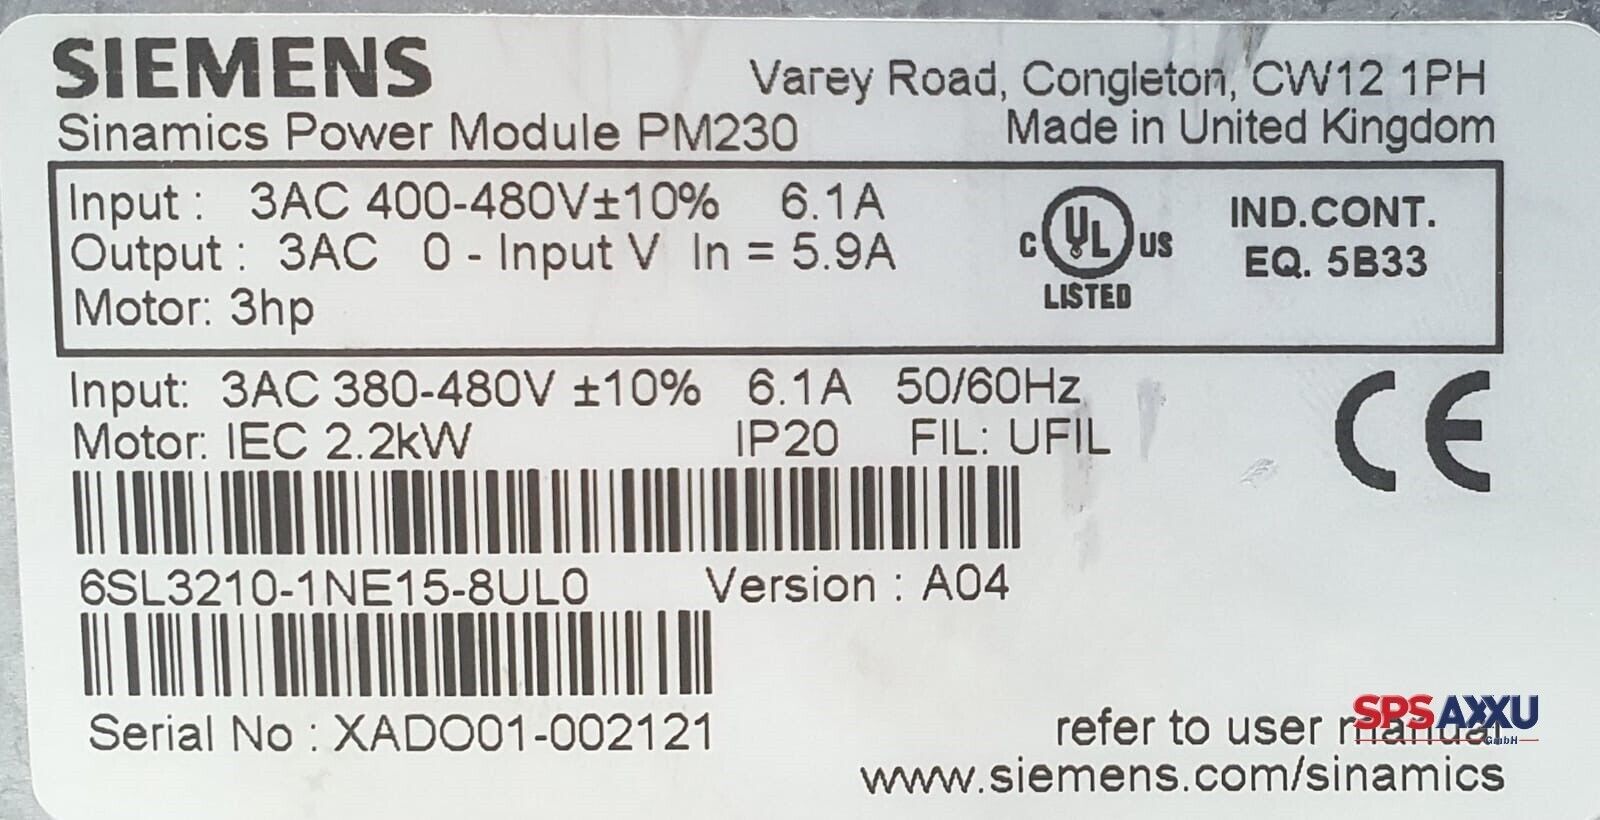 SIEMENS
Varey Road, Congleton, CW12 1PH
Sinamics Power Module PM230
Made in United Kingdom
Input : 3AC 400-480V±10% 6.1A
Output : 3AC 0 - Input V In = 5.9A
Motor: 3hp
C UL US
LISTED
IND.CONT.
EQ. 5B33
Input: 3AC 380-480V ±10% 6.1A 50/60Hz
Motor: IEC 2.2kW IP20 FIL: UFIL
CE
6SL3210-1NE15-8UL0 Version : A04
Serial No : XADO01-002121
refer to user manual
SPS AXXU
GmbH
www.siemens.com/sinamics